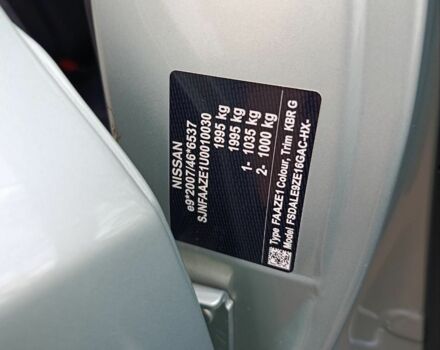 NISSAN
e9*2007/46*6537
SJNFAAZE1U0010030
1995 kg
1995 kg
1- 1035 kg
2- 1000 kg
Type FAAZE1 Colour, Trim KBR G
Model FSDALE9ZE16GAC-HX-